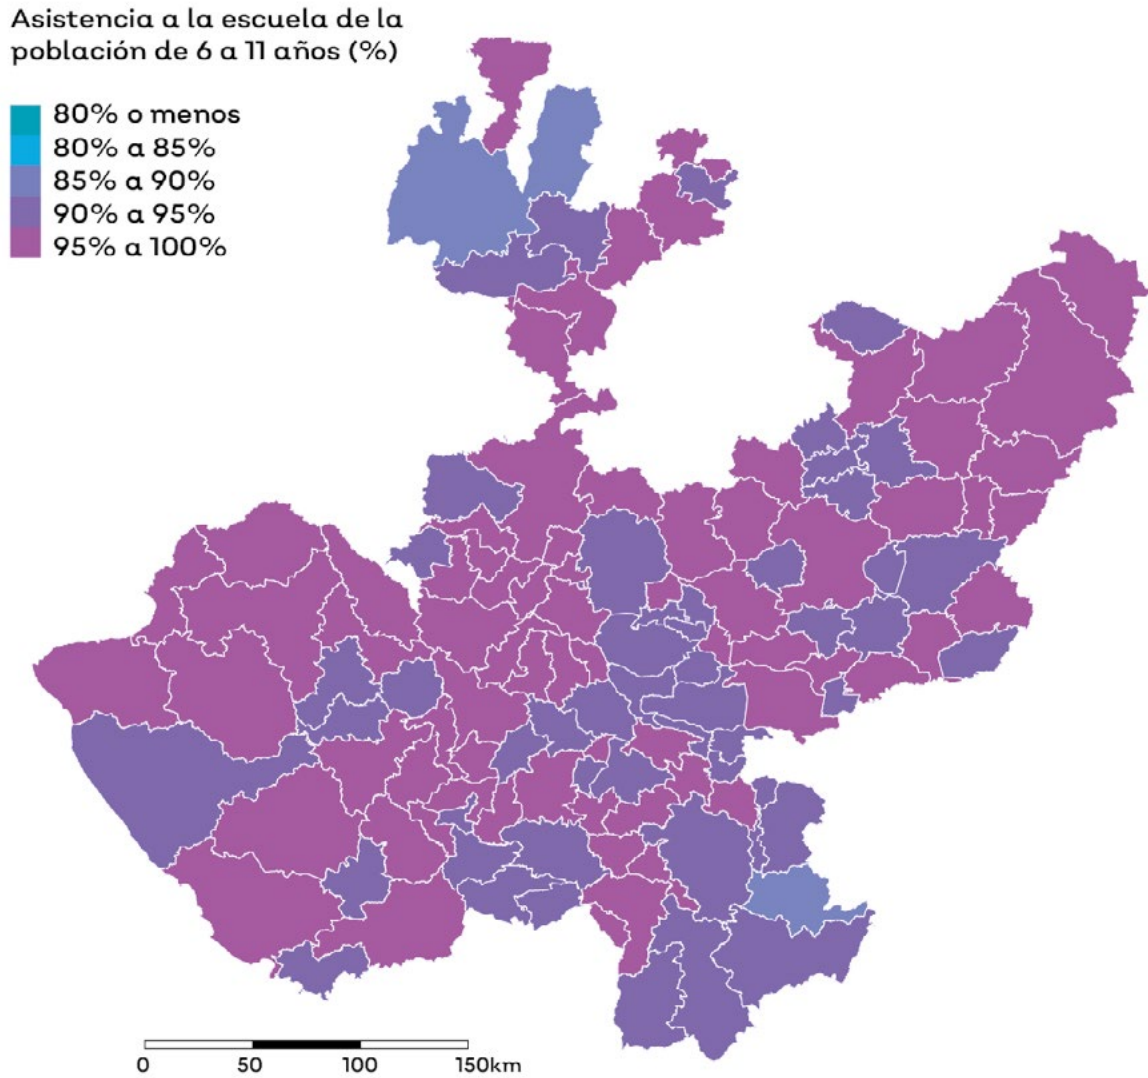 Asistencia a la escuela de la
población de 6 a 11 años (%)
80% o menos
80% a 85%
85% a 90%
90% a 95%
95% a 100%
0 50 100 150km